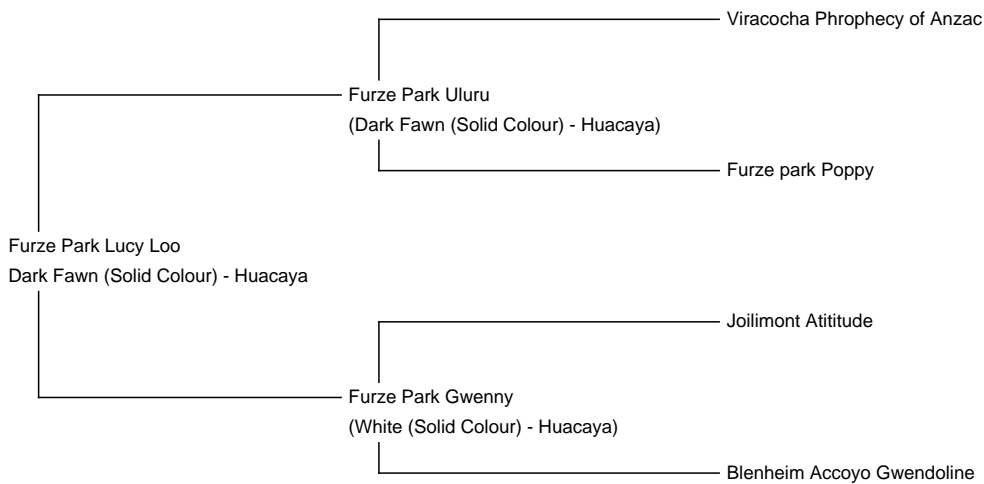 Viracocha Phrophecy of Anzac
Furze Park Uluru
(Dark Fawn (Solid Colour) - Huacaya)
Furze park Poppy
Furze Park Lucy Loo
Dark Fawn (Solid Colour) - Huacaya
Joilimont Atititude
Furze Park Gwenny
(White (Solid Colour) - Huacaya)
Blenheim Accoyo Gwendoline